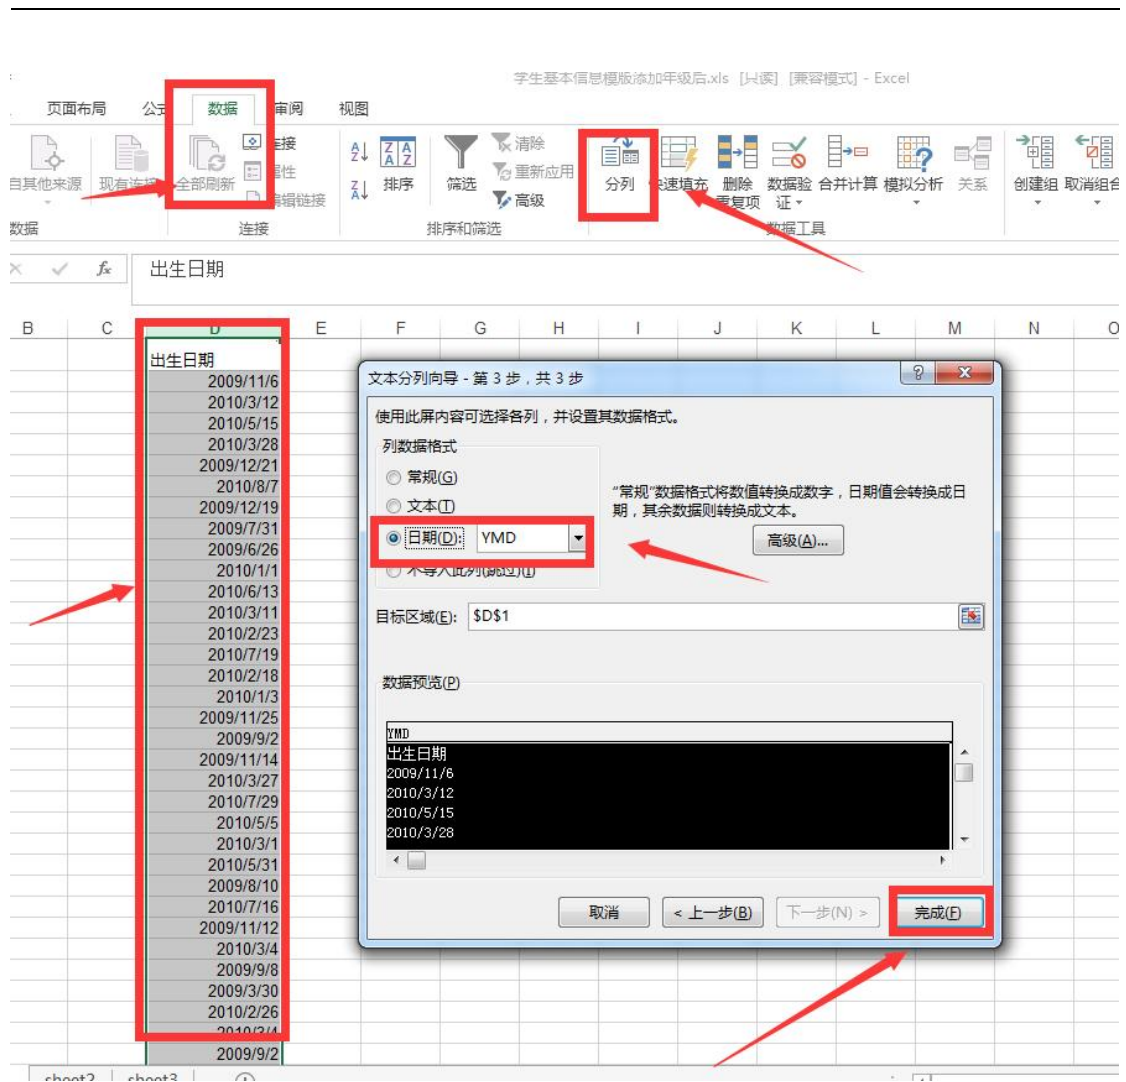 学生基本信息模版添加年级后.xls [只读] [兼容模式] - Excel
页面布局 公式 数据 审阅 视图
自其他来源 现有连接 全部刷新 连接 属性 编辑链接
排序 筛选 清除 重新应用 高级
分列 快速填充 删除重复项 数据验证 合并计算 模拟分析 关系
创建组 取消组合
数据 连接 排序和筛选 数据工具
fx 出生日期
B C D E F G H I J K L M N O
出生日期
2009/11/6
2010/3/12
2010/5/15
2010/3/28
2009/12/21
2010/8/7
2009/12/19
2009/7/31
2009/6/26
2010/1/1
2010/6/13
2010/3/11
2010/2/23
2010/7/19
2010/2/18
2010/1/3
2009/11/25
2009/9/2
2009/11/14
2010/3/27
2010/7/29
2010/5/5
2010/3/1
2010/5/31
2009/8/10
2010/7/16
2009/11/12
2010/3/4
2009/9/8
2009/3/30
2010/2/26
2010/3/4
2009/9/2
文本分列向导 - 第 3 步，共 3 步
使用此屏内容可选择各列，并设置其数据格式。
列数据格式
常规(G)
文本(T)
日期(D): YMD
不导入此列(跳过)(I)
“常规”数据格式将数值转换成数字，日期值会转换成日
期，其余数据则转换成文本。
高级(A)...
目标区域(E): $D$1
数据预览(P)
YMD
出生日期
2009/11/6
2010/3/12
2010/5/15
2010/3/28
取消 < 上一步(B) 下一步(N) > 完成(F)
sheet2 sheet3